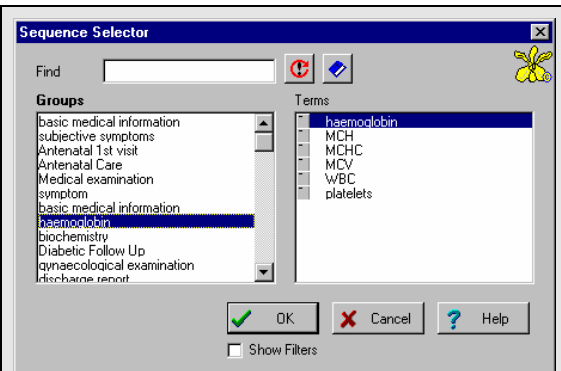 Sequence Selector
Find
Groups
basic medical information
subjective symptoms
Antenatal 1st visit
Antenatal Care
Medical examination
symptom
basic medical information
haemoglobin
biochemistry
Diabetic Follow Up
gynaecological examination
discharge report
Terms
haemoglobin
MCH
MCHC
MCV
WBC
platelets
OK
Cancel
? Help
Show Filters